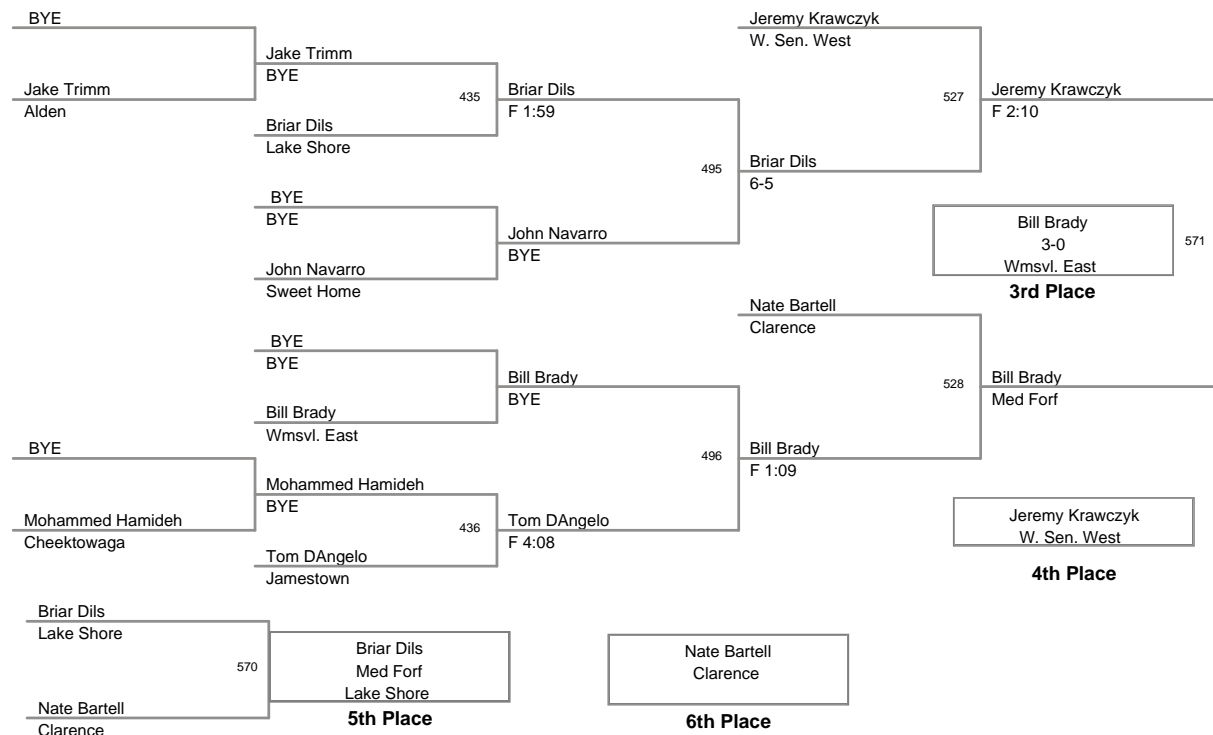 BYE
Jake Trimm
Alden
Jake Trimm
BYE
435
Briar Dils
Lake Shore
Briar Dils
F 1:59
BYE
BYE
John Navarro
Sweet Home
John Navarro
BYE
495
Briar Dils
6-5
Jeremy Krawczyk
W. Sen. West
527
Jeremy Krawczyk
F 2:10
Bill Brady
3-0
Wmsvl. East
571
3rd Place
BYE
BYE
Bill Brady
Wmsvl. East
Bill Brady
BYE
BYE
Mohammed Hamideh
Cheektowaga
Mohammed Hamideh
BYE
436
Tom DAngelo
Jamestown
Tom DAngelo
F 4:08
496
Bill Brady
F 1:09
Nate Bartell
Clarence
528
Bill Brady
Med Forf
Jeremy Krawczyk
W. Sen. West
4th Place
Briar Dils
Lake Shore
570
Nate Bartell
Clarence
Briar Dils
Med Forf
Lake Shore
5th Place
Nate Bartell
Clarence
6th Place